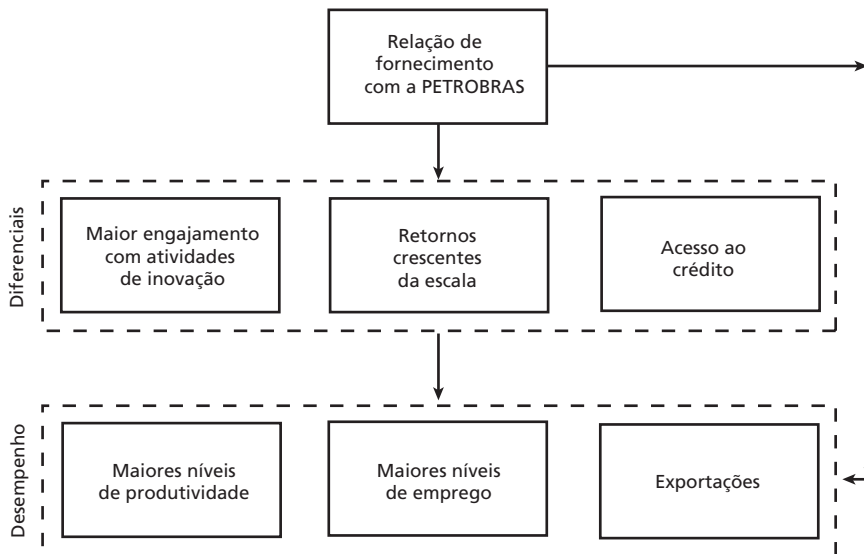 Relação de
fornecimento
com a PETROBRAS
Diferenciais
Maior engajamento
com atividades
de inovação
Retornos
crescentes
da escala
Acesso ao
crédito
Desempenho
Maiores níveis
de produtividade
Maiores níveis
de emprego
Exportações